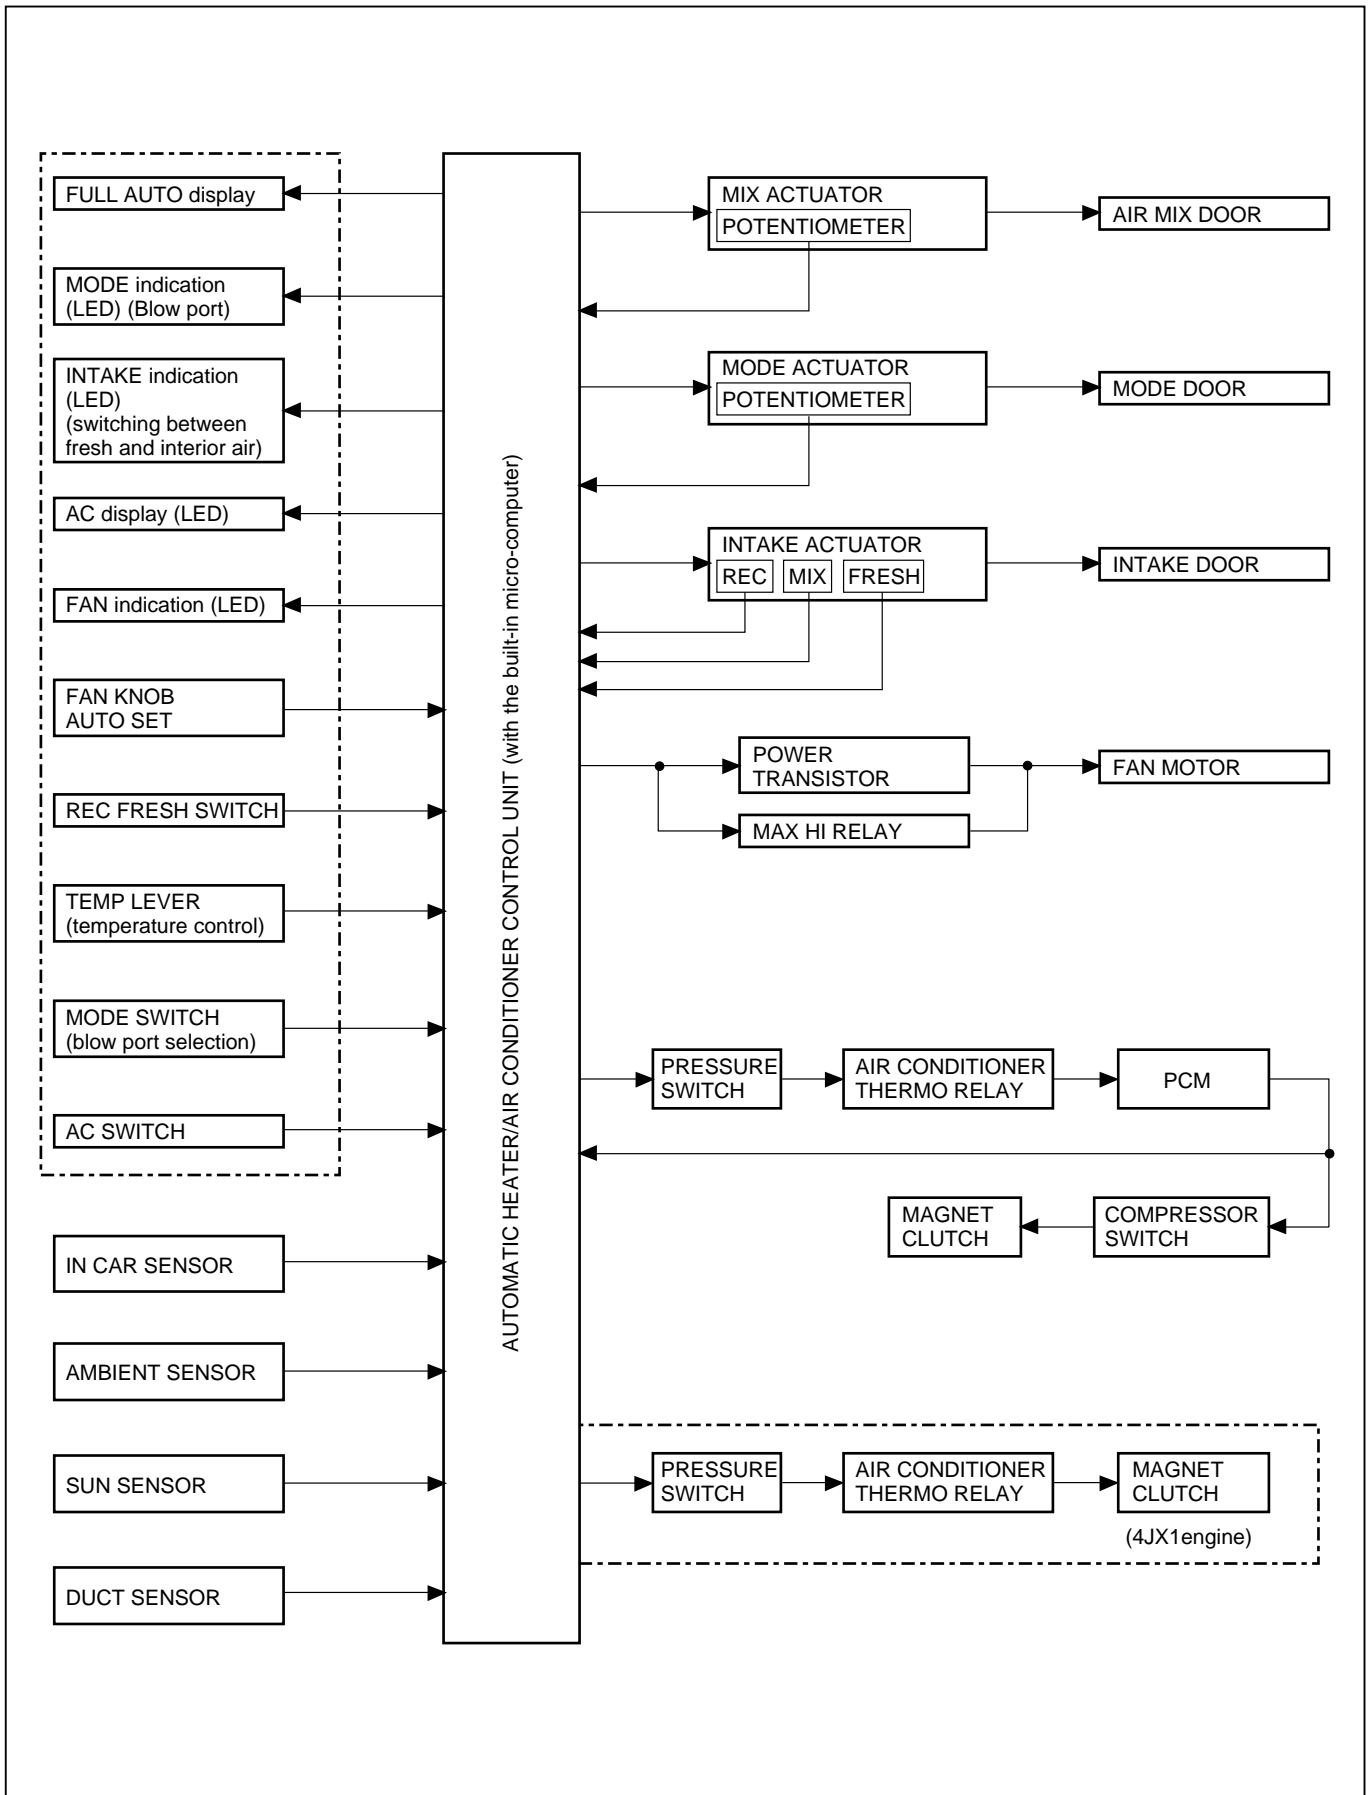 FULL AUTO display
MODE indication
(LED) (Blow port)
INTAKE indication
(LED)
(switching between
fresh and interior air)
AC display (LED)
FAN indication (LED)
FAN KNOB
AUTO SET
REC FRESH SWITCH
TEMP LEVER
(temperature control)
MODE SWITCH
(blow port selection)
AC SWITCH
IN CAR SENSOR
AMBIENT SENSOR
SUN SENSOR
DUCT SENSOR
AUTOMATIC HEATER/AIR CONDITIONER CONTROL UNIT (with the built-in micro-computer)
MIX ACTUATOR
POTENTIOMETER
AIR MIX DOOR
MODE ACTUATOR
POTENTIOMETER
MODE DOOR
INTAKE ACTUATOR
REC MIX FRESH
INTAKE DOOR
POWER
TRANSISTOR
FAN MOTOR
MAX HI RELAY
PRESSURE
SWITCH
AIR CONDITIONER
THERMO RELAY
PCM
MAGNET
CLUTCH
COMPRESSOR
SWITCH
PRESSURE
SWITCH
AIR CONDITIONER
THERMO RELAY
MAGNET
CLUTCH
(4JX1engine)